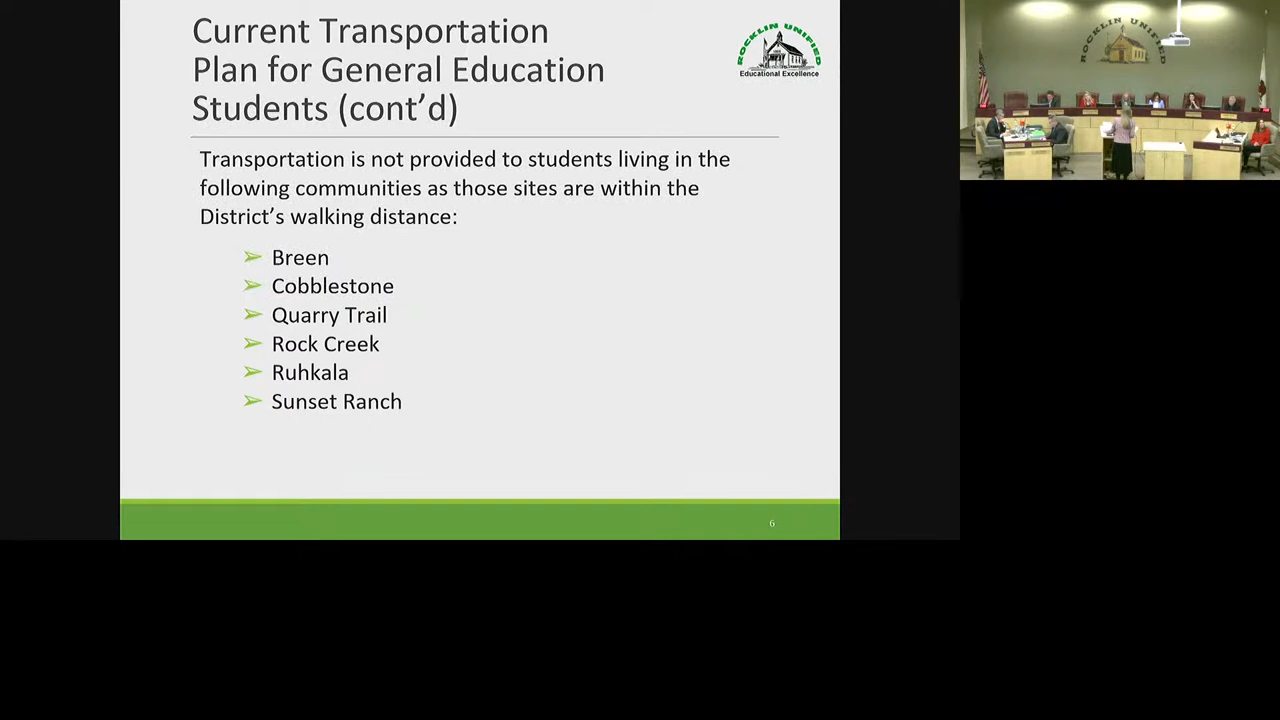 Current Transportation
Plan for General Education
Students (cont’d)
ROCKLIN UNIFIED
Educational Excellence
Transportation is not provided to students living in the
following communities as those sites are within the
District’s walking distance:
➢ Breen
➢ Cobblestone
➢ Quarry Trail
➢ Rock Creek
➢ Ruhkala
➢ Sunset Ranch
6
ROCKLIN UNIFIED